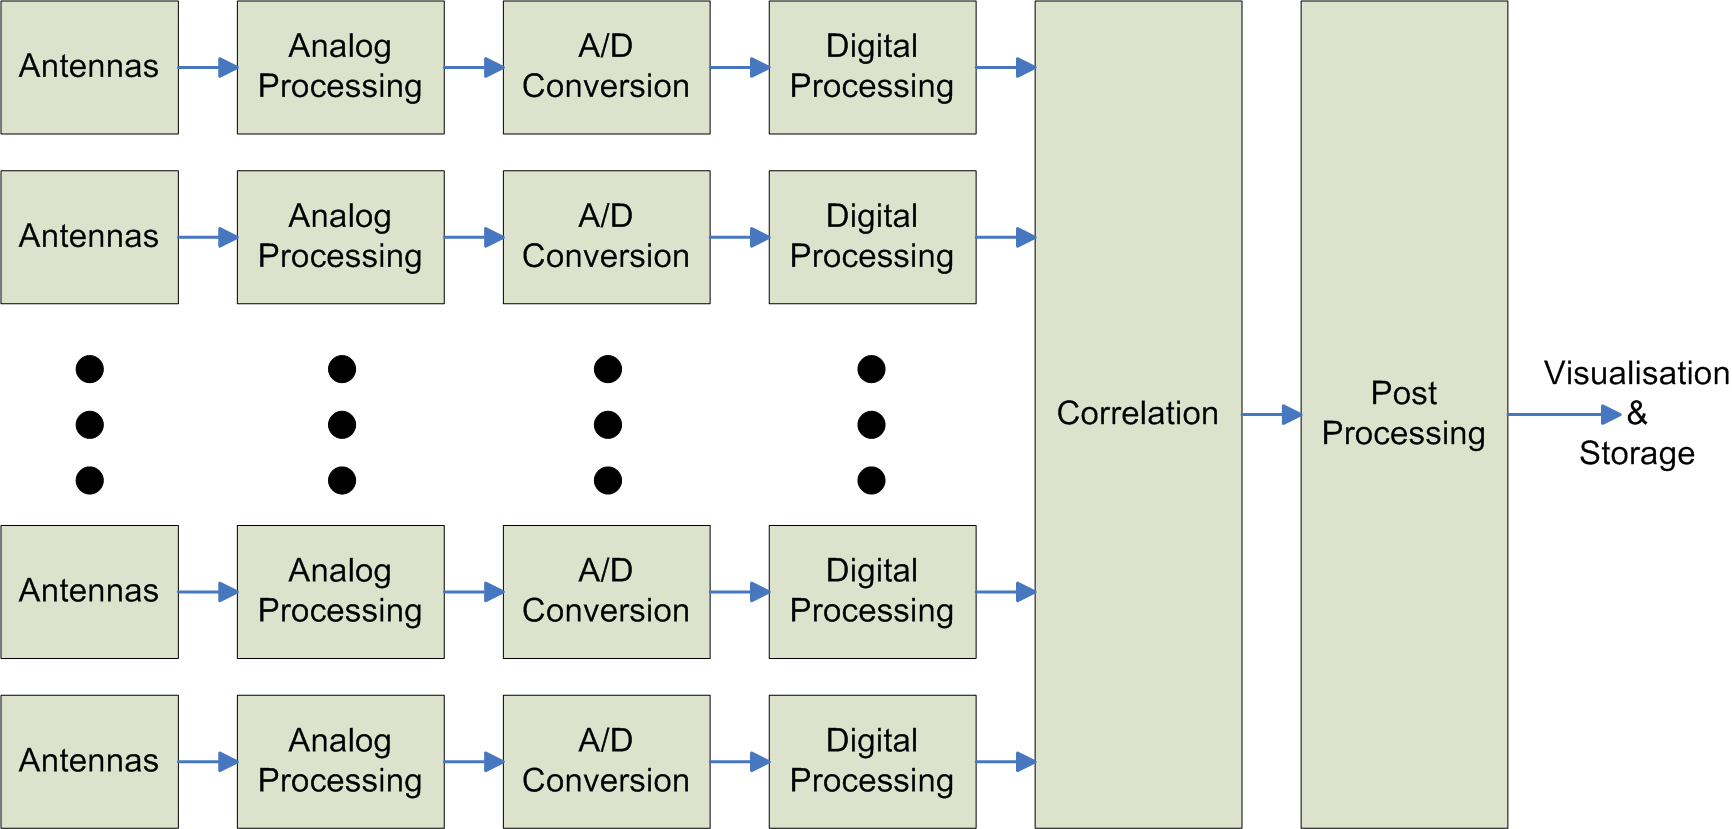 Antennas
Analog
Processing
A/D
Conversion
Digital
Processing
Antennas
Analog
Processing
A/D
Conversion
Digital
Processing
Antennas
Analog
Processing
A/D
Conversion
Digital
Processing
Antennas
Analog
Processing
A/D
Conversion
Digital
Processing
Correlation
Post
Processing
Visualisation
&
Storage